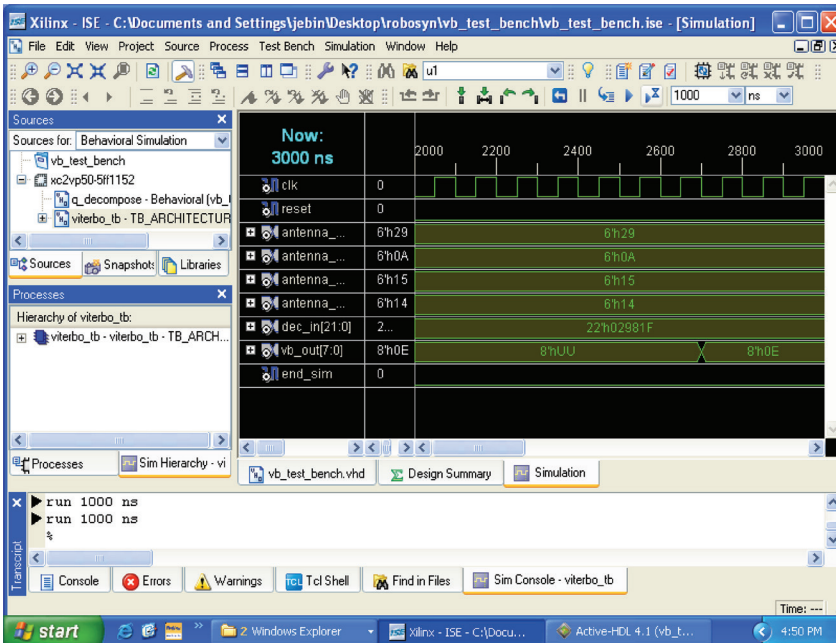 Xilinx - ISE - C:\Documents and Settings\jebin\Desktop\robosyn\vb_test_bench\vb_test_bench.ise - [Simulation]
File Edit View Project Source Process Test Bench Simulation Window Help
u1
1000 ns
Sources
Sources for: Behavioral Simulation
vb_test_bench
xc2vp50-5ff1152
q_decompose - Behavioral (vb_
viterbo_tb - TB_ARCHITECTUR
Sources Snapshots Libraries
Processes
Hierarchy of viterbo_tb:
viterbo_tb - viterbo_tb - TB_ARCH...
Processes Sim Hierarchy - vi
Now:
3000 ns
2000 2200 2400 2600 2800 3000
clk 0
reset 0
antenna_... 6'h29 6'h29
antenna_... 6'h0A 6'h0A
antenna_... 6'h15 6'h15
antenna_... 6'h14 6'h14
dec_in[21:0] 2... 22'h02981F
vb_out[7:0] 8'h0E 8'hUU 8'h0E
end_sim 0
vb_test_bench.vhd Design Summary Simulation
run 1000 ns
run 1000 ns
%
Transcript
Console Errors Warnings Tcl Shell Find in Files Sim Console - viterbo_tb
Time: ---
start 2 Windows Explorer Xilinx - ISE - C:\Docu... Active-HDL 4.1 (vb_t... 4:50 PM